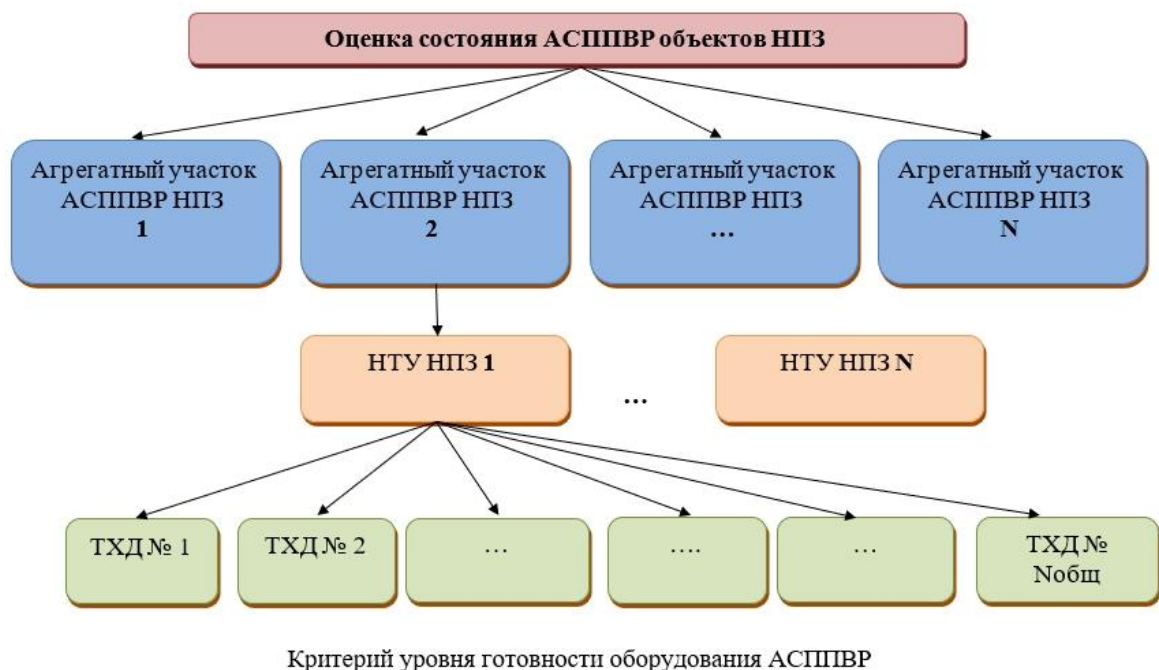 Оценка состояния АСППВР объектов НПЗ
Агрегатный участок
АСППВР НПЗ
1
Агрегатный участок
АСППВР НПЗ
2
Агрегатный участок
АСППВР НПЗ
…
Агрегатный участок
АСППВР НПЗ
N
НТУ НПЗ 1
…
НТУ НПЗ N
ТХД № 1
ТХД № 2
…
….
…
ТХД №
Nобщ
Критерий уровня готовности оборудования АСППВР